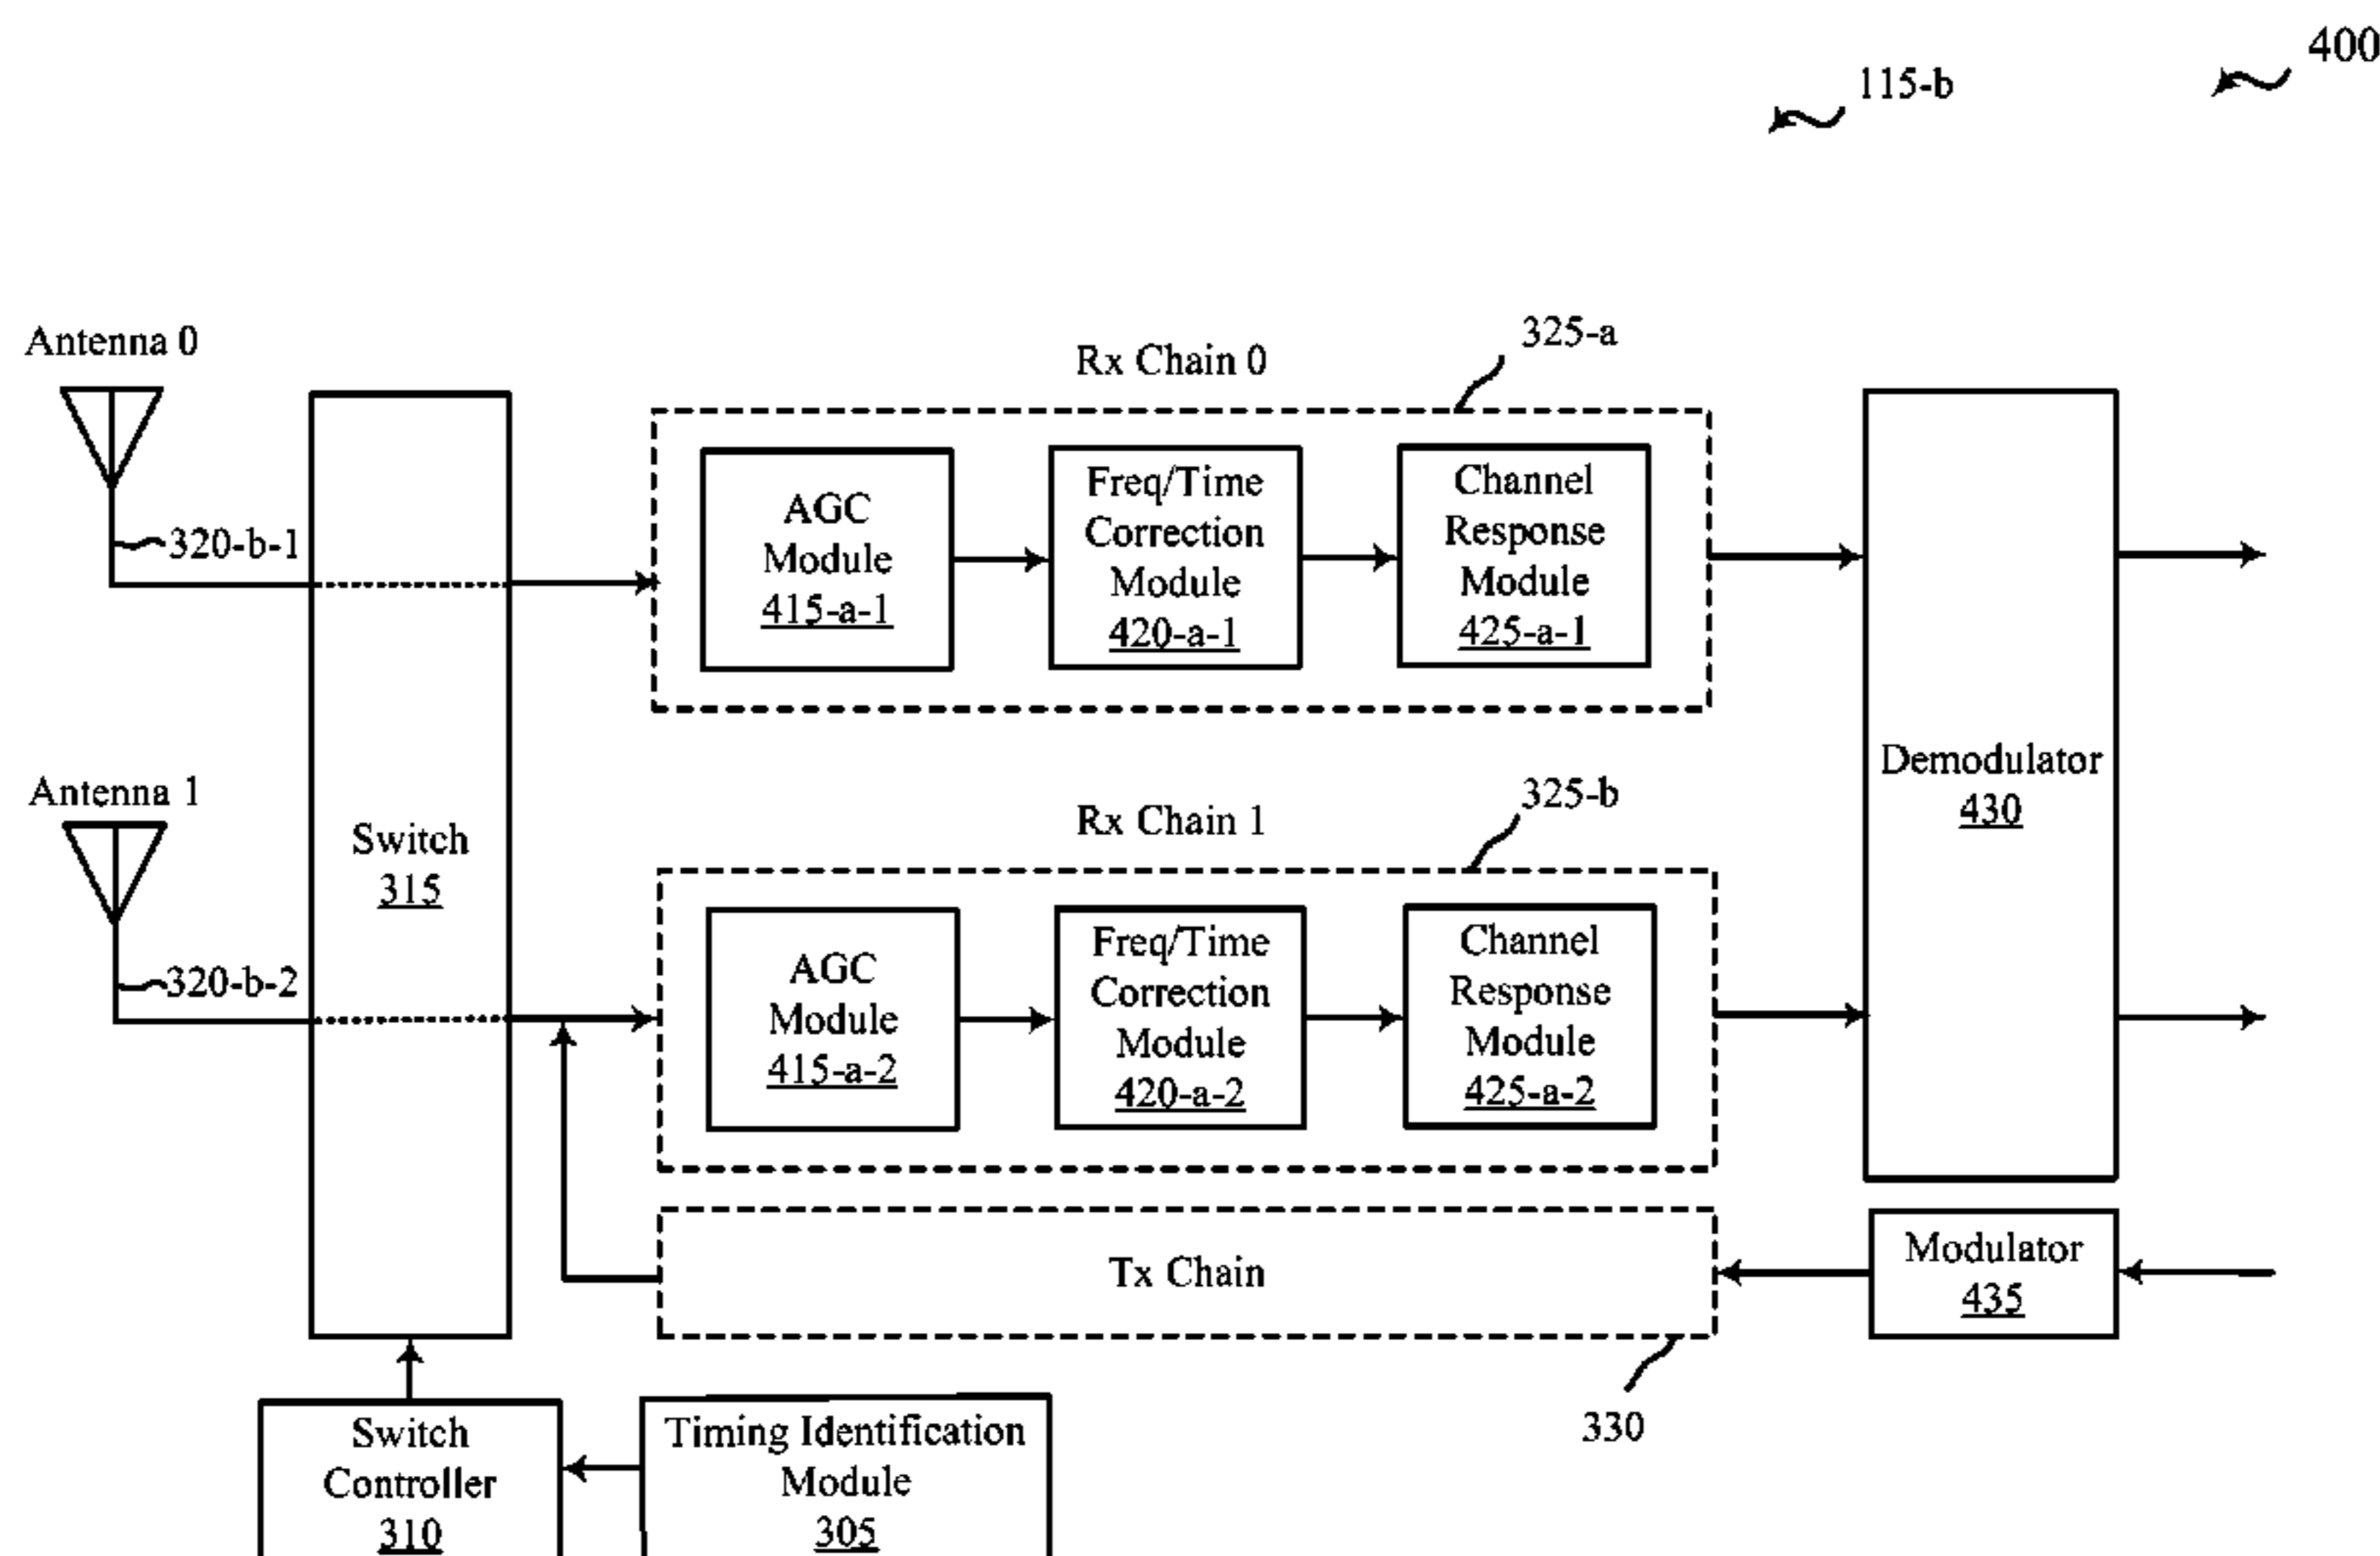 400
115-b
Antenna 0
Rx Chain 0
325-a
AGC
Module
415-a-1
Freq/Time
Correction
Module
420-a-1
Channel
Response
Module
425-a-1
320-b-1
Antenna 1
Switch
315
Rx Chain 1
325-b
Demodulator
430
320-b-2
AGC
Module
415-a-2
Freq/Time
Correction
Module
420-a-2
Channel
Response
Module
425-a-2
Tx Chain
Modulator
435
330
Switch
Controller
310
Timing Identification
Module
305